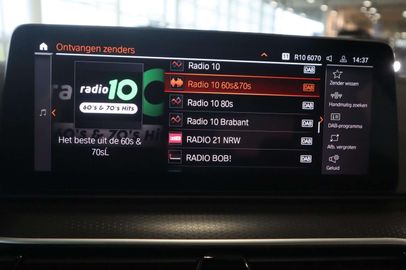 Ontvangen zenders
R10 6070
14:37
radio 10
60's & 70's Hits
Het beste uit de 60s &
70sL
Radio 10 DAB
Radio 10 60s&70s DAB
Radio 10 80s DAB
Radio 10 Brabant DAB
RADIO 21 NRW DAB
RADIO BOB! DAB
Zender wissen
Handmatig zoeken
DAB-programma
Afb. vergroten
Geluid